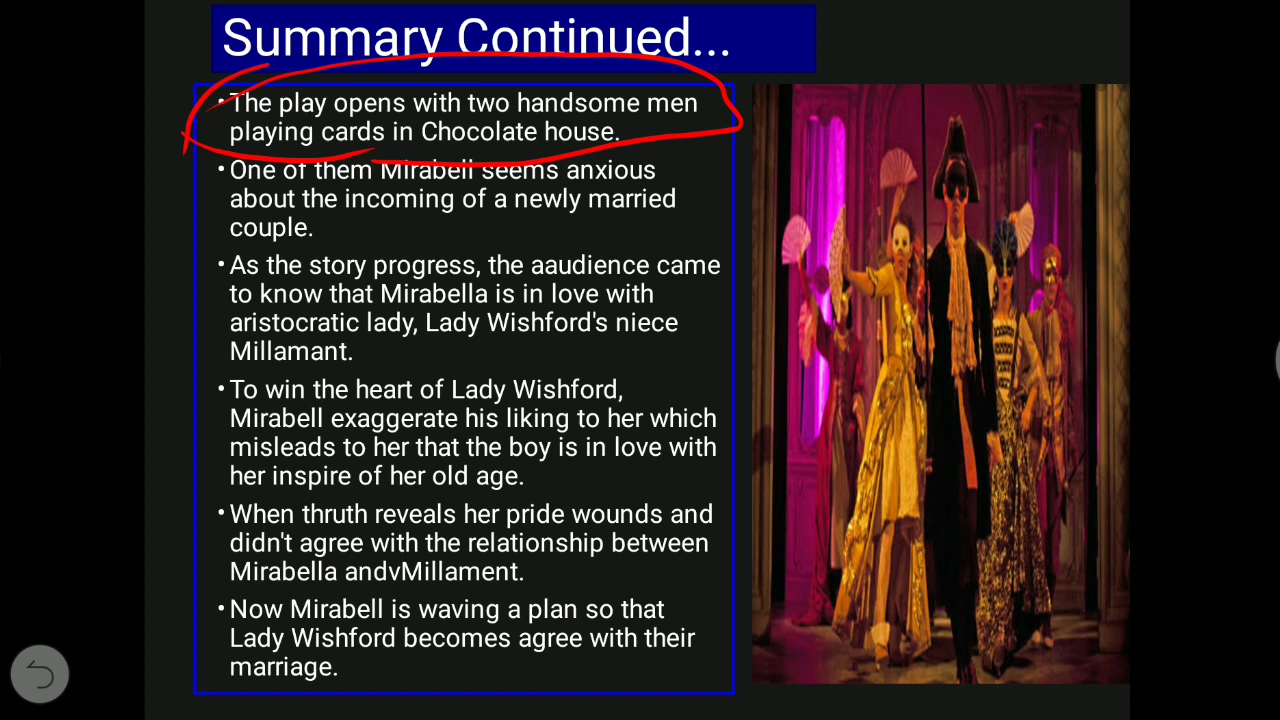 Summary Continued...
•The play opens with two handsome men
playing cards in Chocolate house.
•One of them Mirabell seems anxious
about the incoming of a newly married
couple.
•As the story progress, the aaudience came
to know that Mirabella is in love with
aristocratic lady, Lady Wishford's niece
Millamant.
•To win the heart of Lady Wishford,
Mirabell exaggerate his liking to her which
misleads to her that the boy is in love with
her inspire of her old age.
•When thruth reveals her pride wounds and
didn't agree with the relationship between
Mirabella andvMillament.
•Now Mirabell is waving a plan so that
Lady Wishford becomes agree with their
marriage.